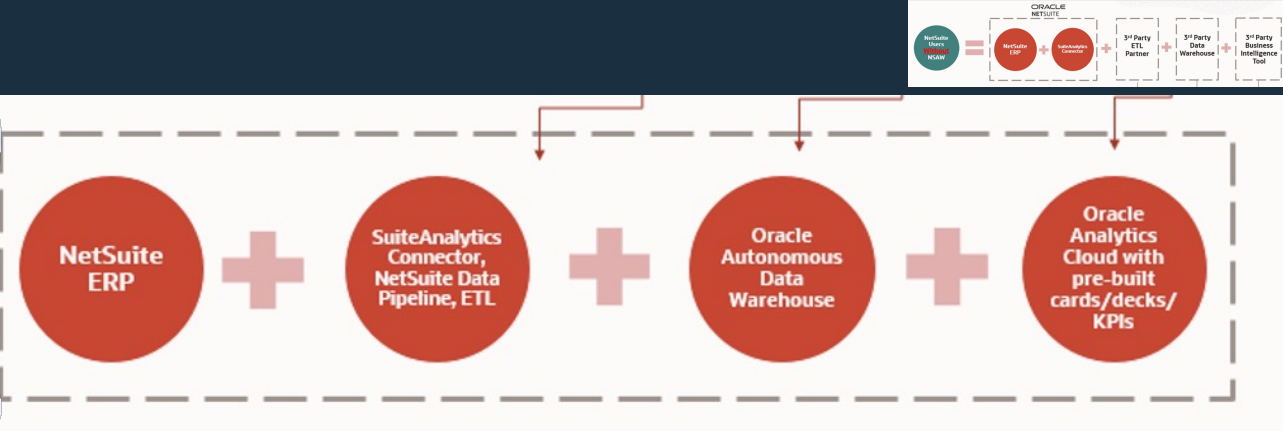 ORACLE
NETSUITE
NetSuite
Users
Without
NSAW
NetSuite
ERP
SuiteAnalytics
Connector
3rd Party
ETL
Partner
3rd Party
Data
Warehouse
3rd Party
Business
Intelligence
Tool
NetSuite
ERP
SuiteAnalytics
Connector,
NetSuite Data
Pipeline, ETL
Oracle
Autonomous
Data
Warehouse
Oracle
Analytics
Cloud with
pre-built
cards/decks/
KPIs